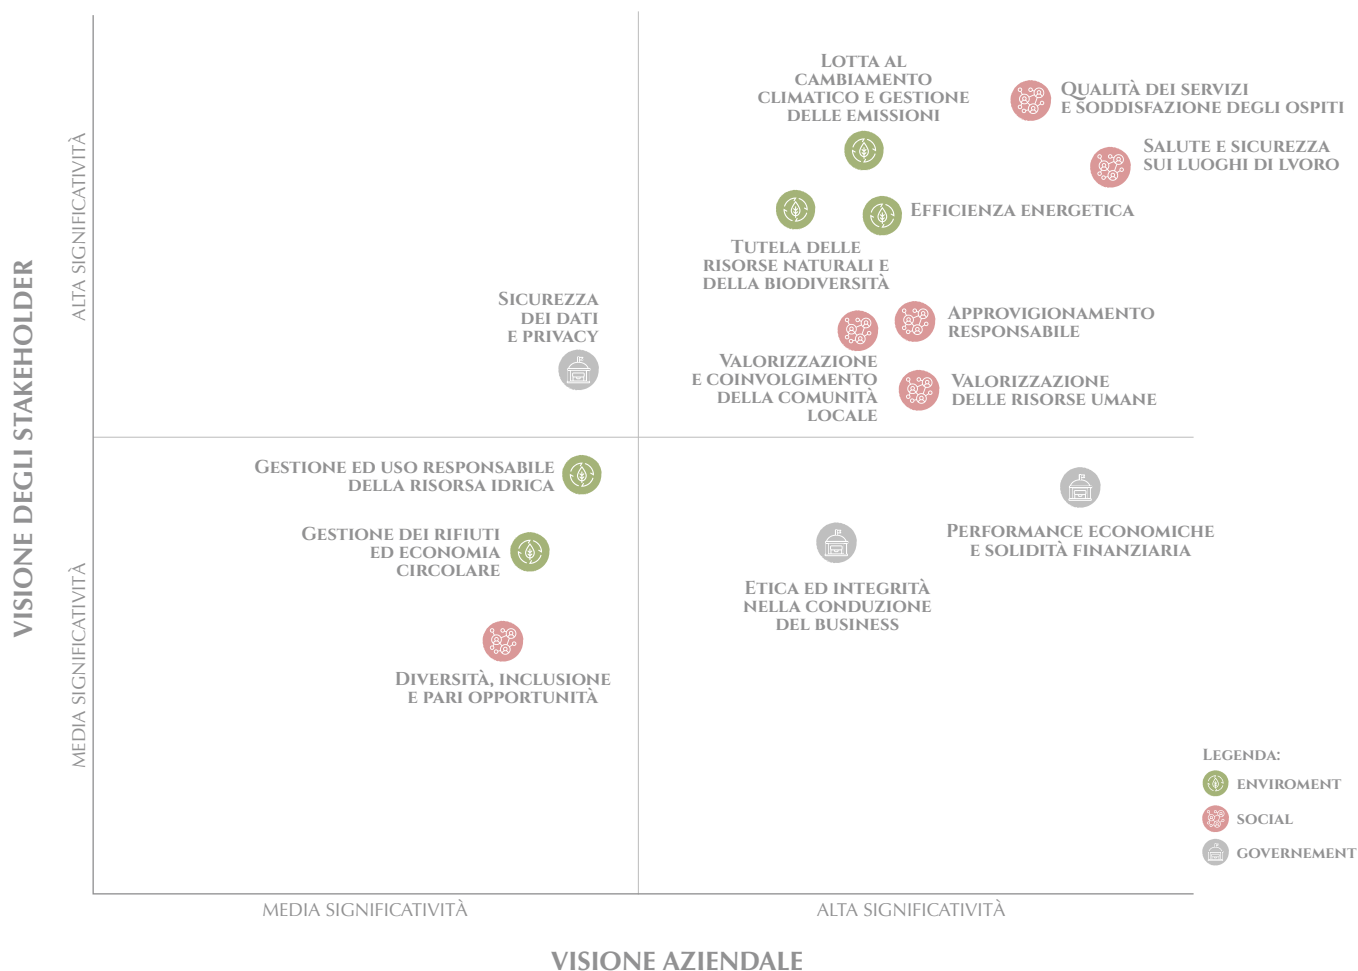 LOTTA AL
CAMBIAMENTO
CLIMATICO E GESTIONE
DELLE EMISSIONI
QUALITÀ DEI SERVIZI
E SODDISFAZIONE DEGLI OSPITI
SALUTE E SICUREZZA
SUI LUOGHI DI LVORO
EFFICIENZA ENERGETICA
TUTELA DELLE
RISORSE NATURALI E
DELLA BIODIVERSITÀ
SICUREZZA
DEI DATI
E PRIVACY
APPROVIGIONAMENTO
RESPONSABILE
VALORIZZAZIONE
E COINVOLGIMENTO
DELLA COMUNITÀ
LOCALE
VALORIZZAZIONE
DELLE RISORSE UMANE
GESTIONE ED USO RESPONSABILE
DELLA RISORSA IDRICA
GESTIONE DEI RIFIUTI
ED ECONOMIA
CIRCOLARE
PERFORMANCE ECONOMICHE
E SOLIDITÀ FINANZIARIA
ETICA ED INTEGRITÀ
NELLA CONDUZIONE
DEL BUSINESS
DIVERSITÀ, INCLUSIONE
E PARI OPPORTUNITÀ
VISIONE DEGLI STAKEHOLDER
ALTA SIGNIFICATIVITÀ
MEDIA SIGNIFICATIVITÀ
LEGENDA:
ENVIROMENT
SOCIAL
GOVERNEMENT
MEDIA SIGNIFICATIVITÀ
ALTA SIGNIFICATIVITÀ
VISIONE AZIENDALE